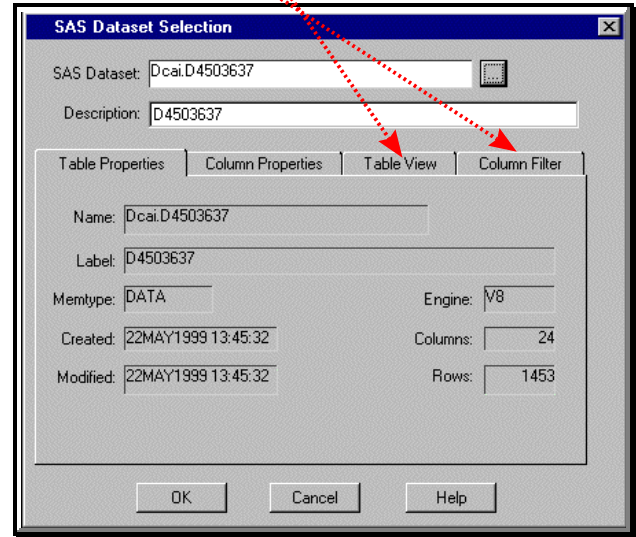 SAS Dataset Selection
SAS Dataset: Dcai.D4503637 ...
Description: D4503637
Table Properties Column Properties Table View Column Filter
Name: Dcai.D4503637
Label: D4503637
Memtype: DATA Engine: V8
Created: 22MAY1999 13:45:32 Columns: 24
Modified: 22MAY1999 13:45:32 Rows: 1453
OK Cancel Help